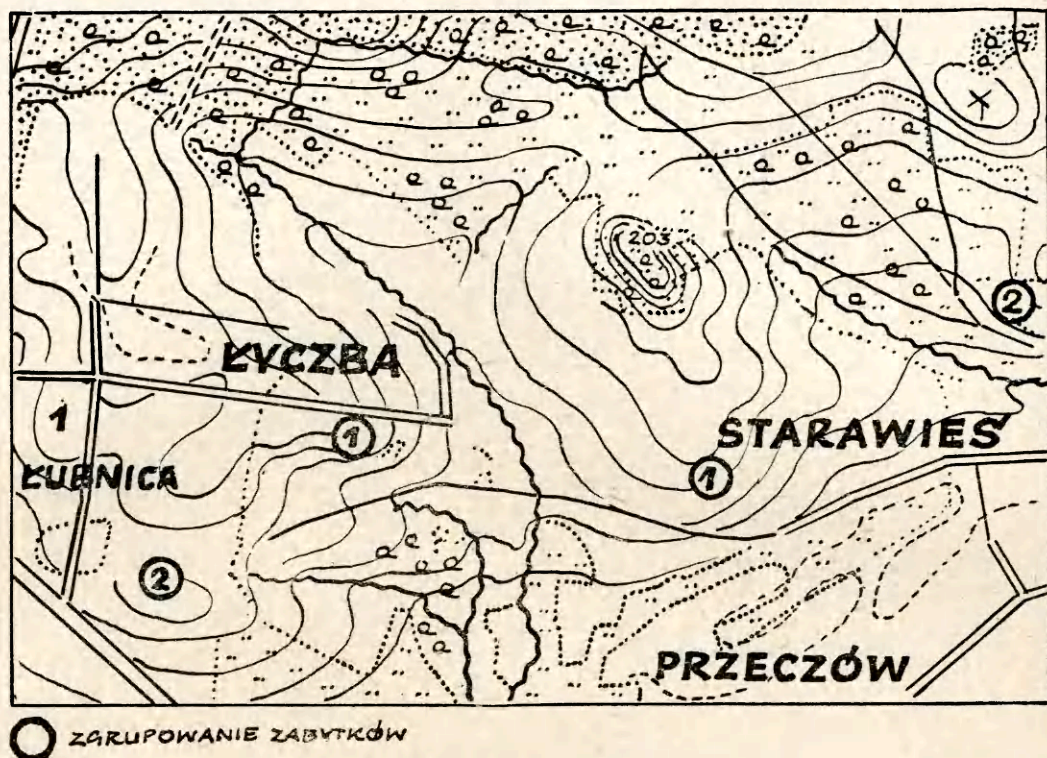 203
2
ŁYCZBA
1
1
STARAWIEŚ
1
ŁUBNICA
2
PRZECZÓW
ZGRUPOWANIE ZABYTKÓW